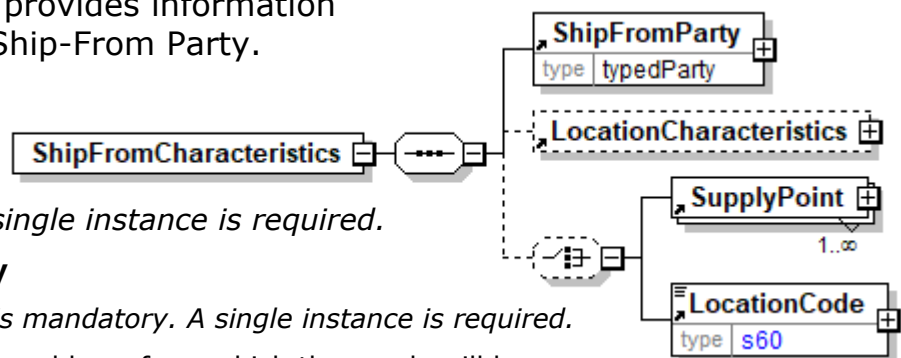 provides information
Ship-From Party.
ShipFromParty
type typedParty
LocationCharacteristics
ShipFromCharacteristics
single instance is required.
SupplyPoint
1..∞
y
s mandatory. A single instance is required.
LocationCode
type s60